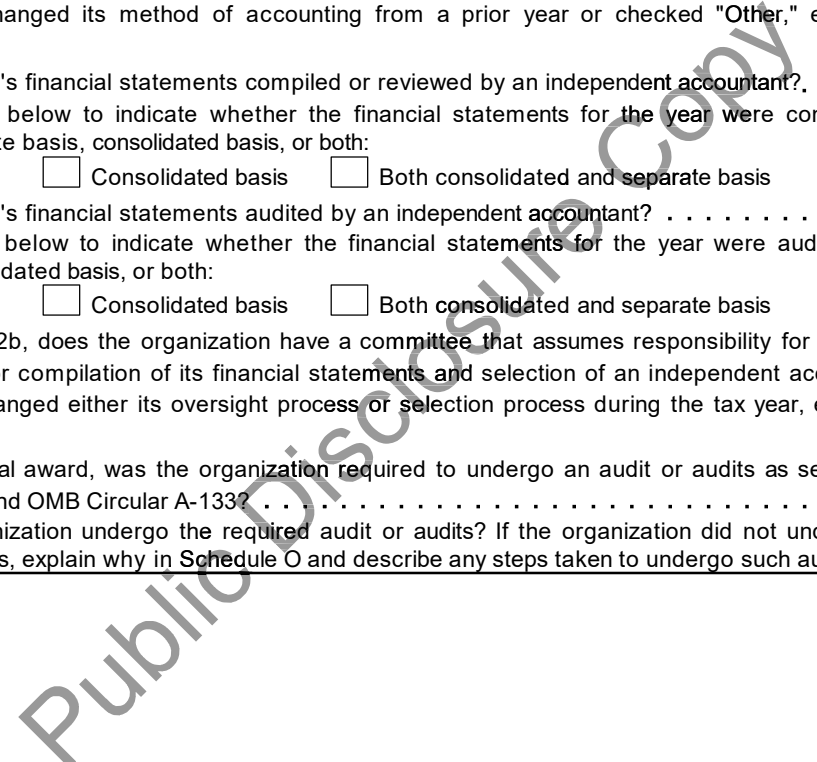 anged its method of accounting from a prior year or checked "Other,"
's financial statements compiled or reviewed by an independent accountant?.
below to indicate whether the financial statements for the year were con
e basis, consolidated basis, or both:
Consolidated basis Both consolidated and separate basis
's financial statements audited by an independent accountant? . . . . . . . .
below to indicate whether the financial statements for the year were aud
dated basis, or both:
Consolidated basis Both consolidated and separate basis
2b, does the organization have a committee that assumes responsibility for
r compilation of its financial statements and selection of an independent acc
anged either its oversight process or selection process during the tax year,
al award, was the organization required to undergo an audit or audits as se
nd OMB Circular A-133? . . . . . . . . . . . . . . . . . . . . . . . . . . . .
nization undergo the required audit or audits? If the organization did not und
s, explain why in Schedule O and describe any steps taken to undergo such au
Public Disclosure Copy